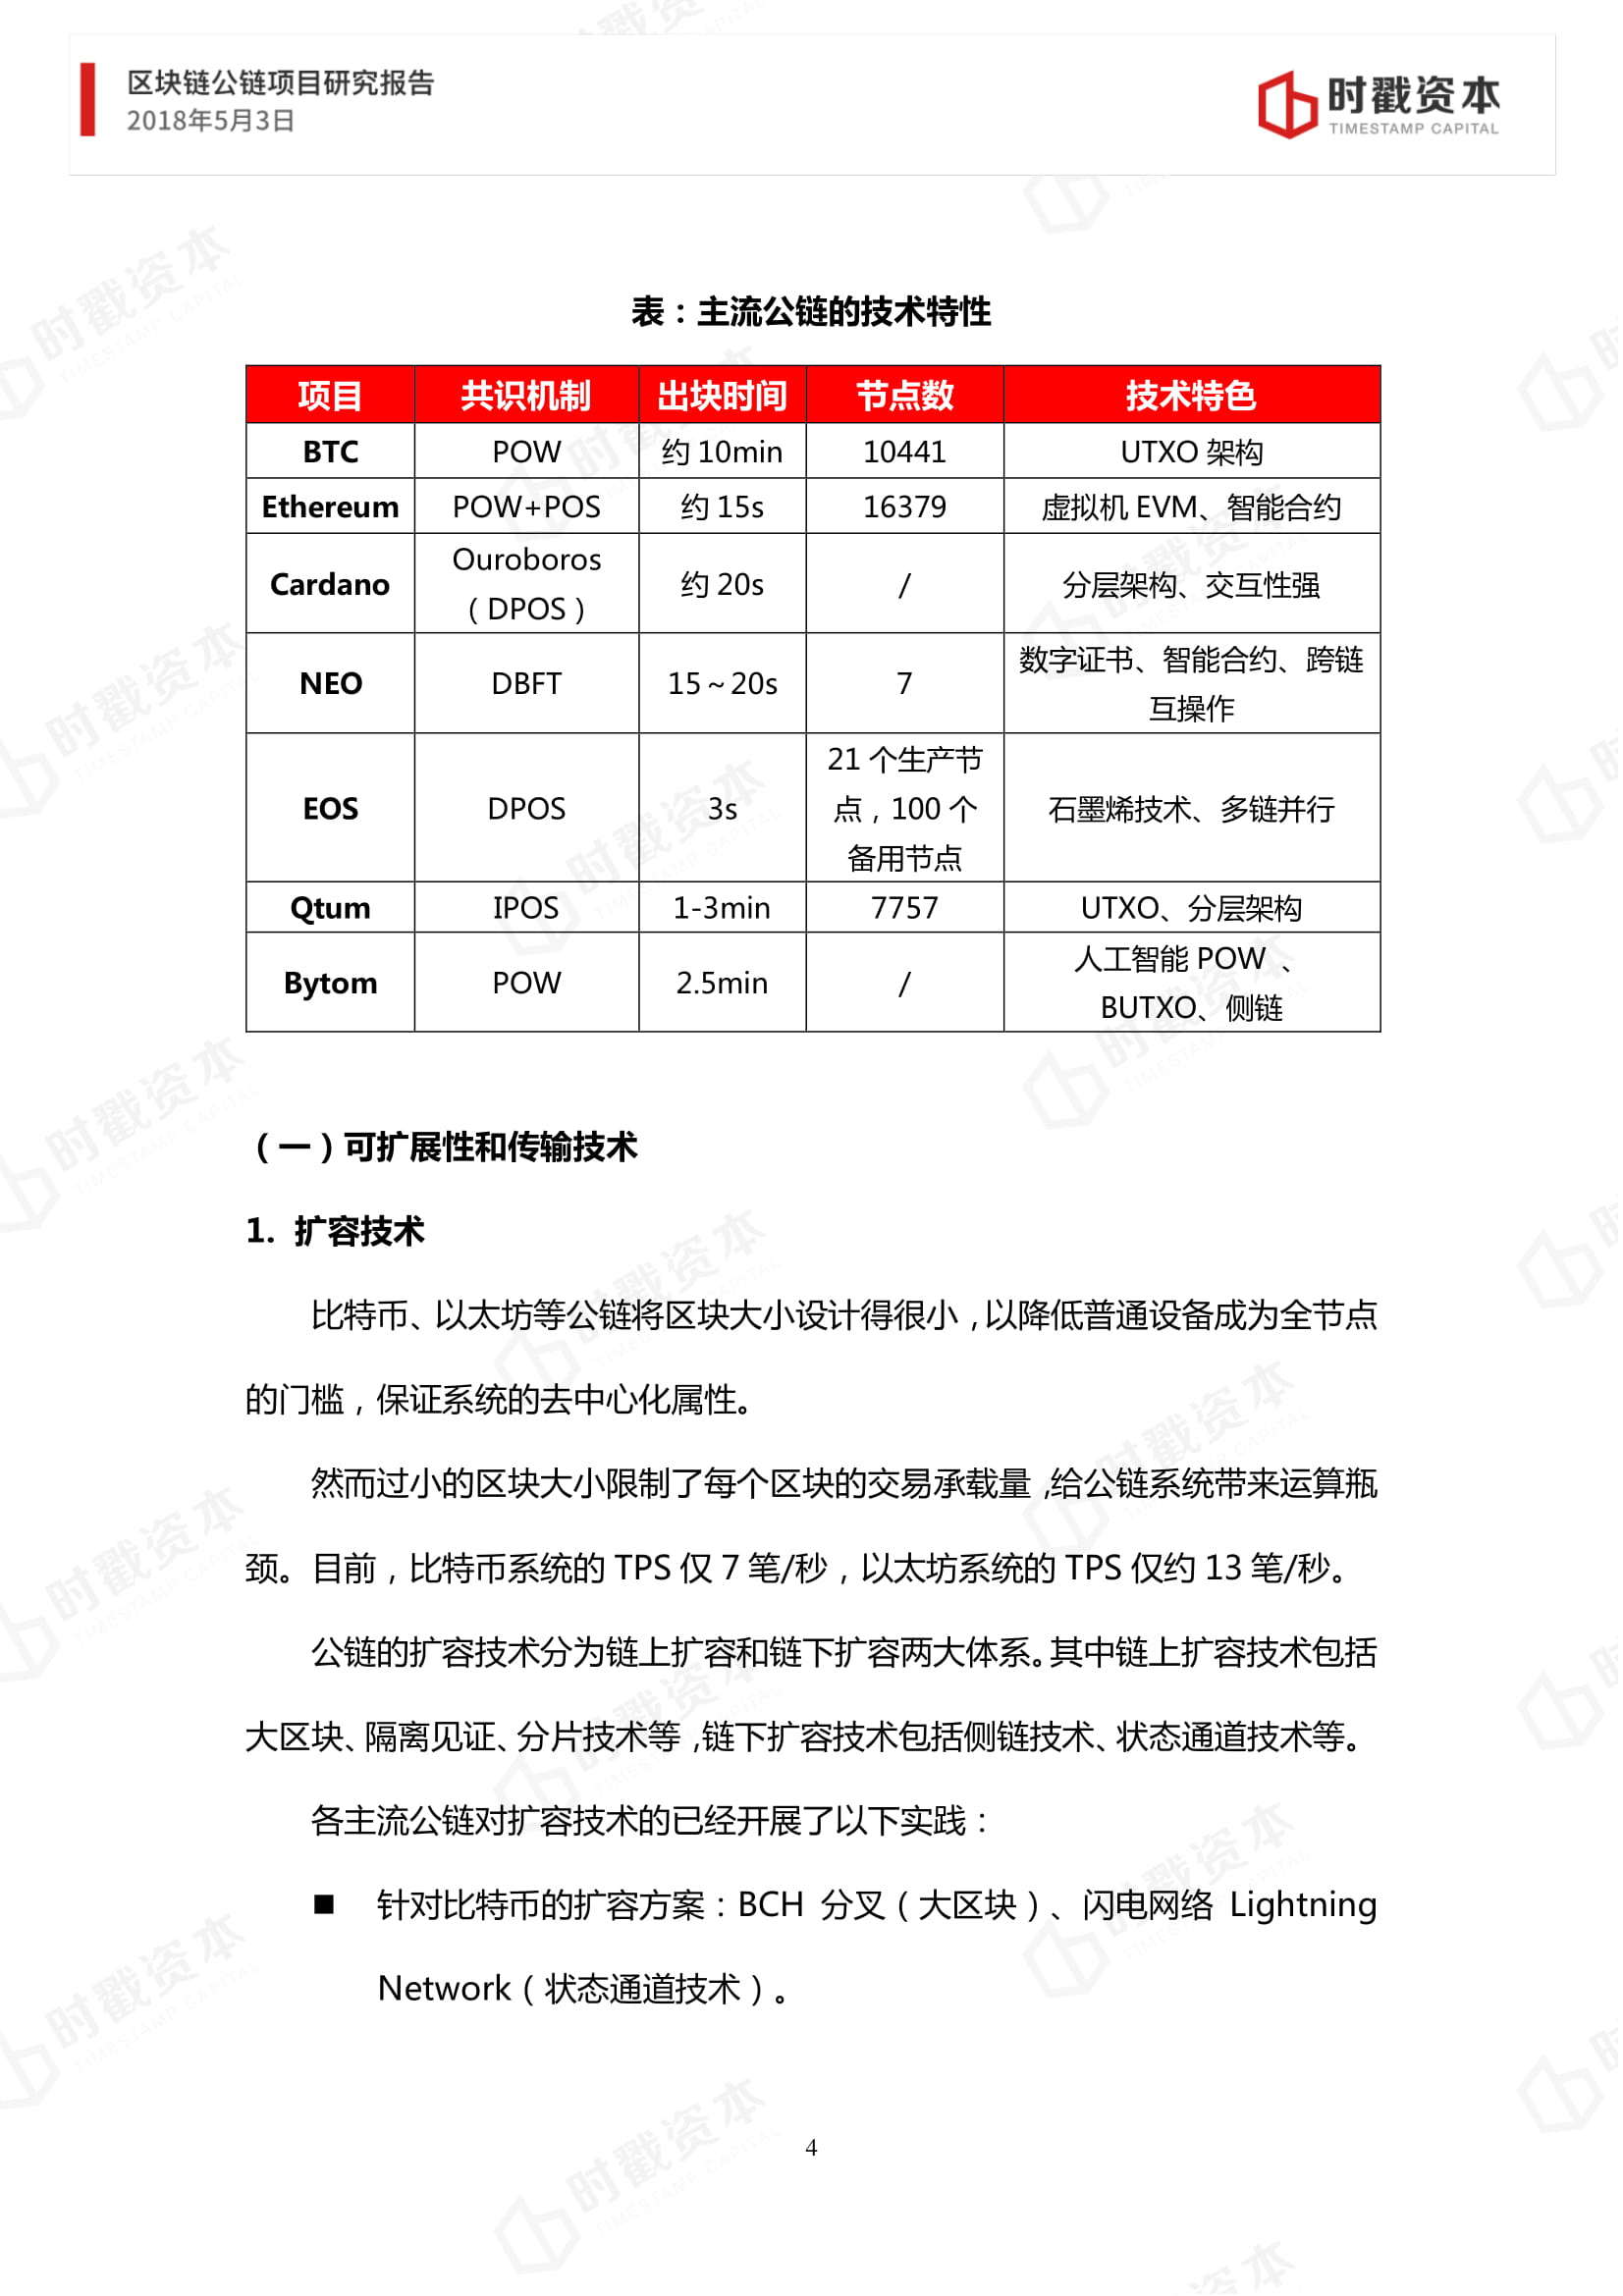 区块链公链项目研究报告
2018年5月3日
时戳资本
TIMESTAMP CAPITAL
表：主流公链的技术特性
项目 共识机制 出块时间 节点数 技术特色
BTC POW 约 10min 10441 UTXO 架构
Ethereum POW+POS 约 15s 16379 虚拟机 EVM、智能合约
Cardano Ouroboros（DPOS） 约 20s / 分层架构、交互性强
NEO DBFT 15～20s 7 数字证书、智能合约、跨链互操作
EOS DPOS 3s 21 个生产节点，100 个备用节点 石墨烯技术、多链并行
Qtum IPOS 1-3min 7757 UTXO、分层架构
Bytom POW 2.5min / 人工智能 POW 、BUTXO、侧链
（一）可扩展性和传输技术
1. 扩容技术
比特币、以太坊等公链将区块大小设计得很小，以降低普通设备成为全节点
的门槛，保证系统的去中心化属性。
然而过小的区块大小限制了每个区块的交易承载量，给公链系统带来运算瓶
颈。目前，比特币系统的 TPS 仅 7 笔/秒，以太坊系统的 TPS 仅约 13 笔/秒。
公链的扩容技术分为链上扩容和链下扩容两大体系。其中链上扩容技术包括
大区块、隔离见证、分片技术等，链下扩容技术包括侧链技术、状态通道技术等。
各主流公链对扩容技术的已经开展了以下实践：
■ 针对比特币的扩容方案：BCH 分叉（大区块）、闪电网络 Lightning
Network（状态通道技术）。
4